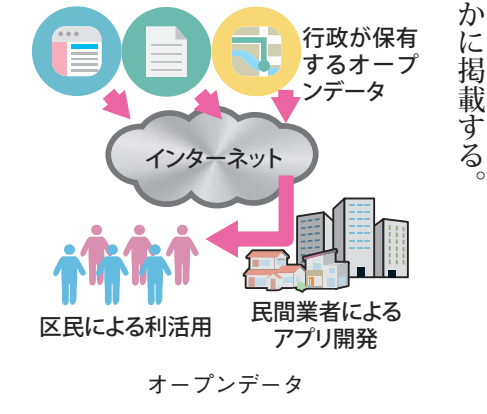 かに掲載する。
行政が保有
するオープ
ンデータ
インターネット
区民による利活用
民間業者による
アプリ開発
オープンデータ